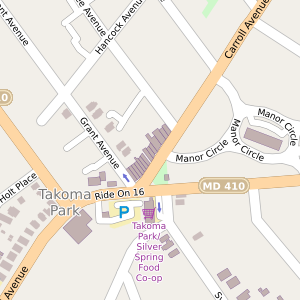 Hancock Avenue
Carroll Avenue
Grant Avenue
Manor Circle
Manor Circle
Manor Circle
Holt Place
Takoma
Park
Ride On 16
MD 410
P
Takoma
Park/
Silver
Spring
Food
Co-op
Avenue